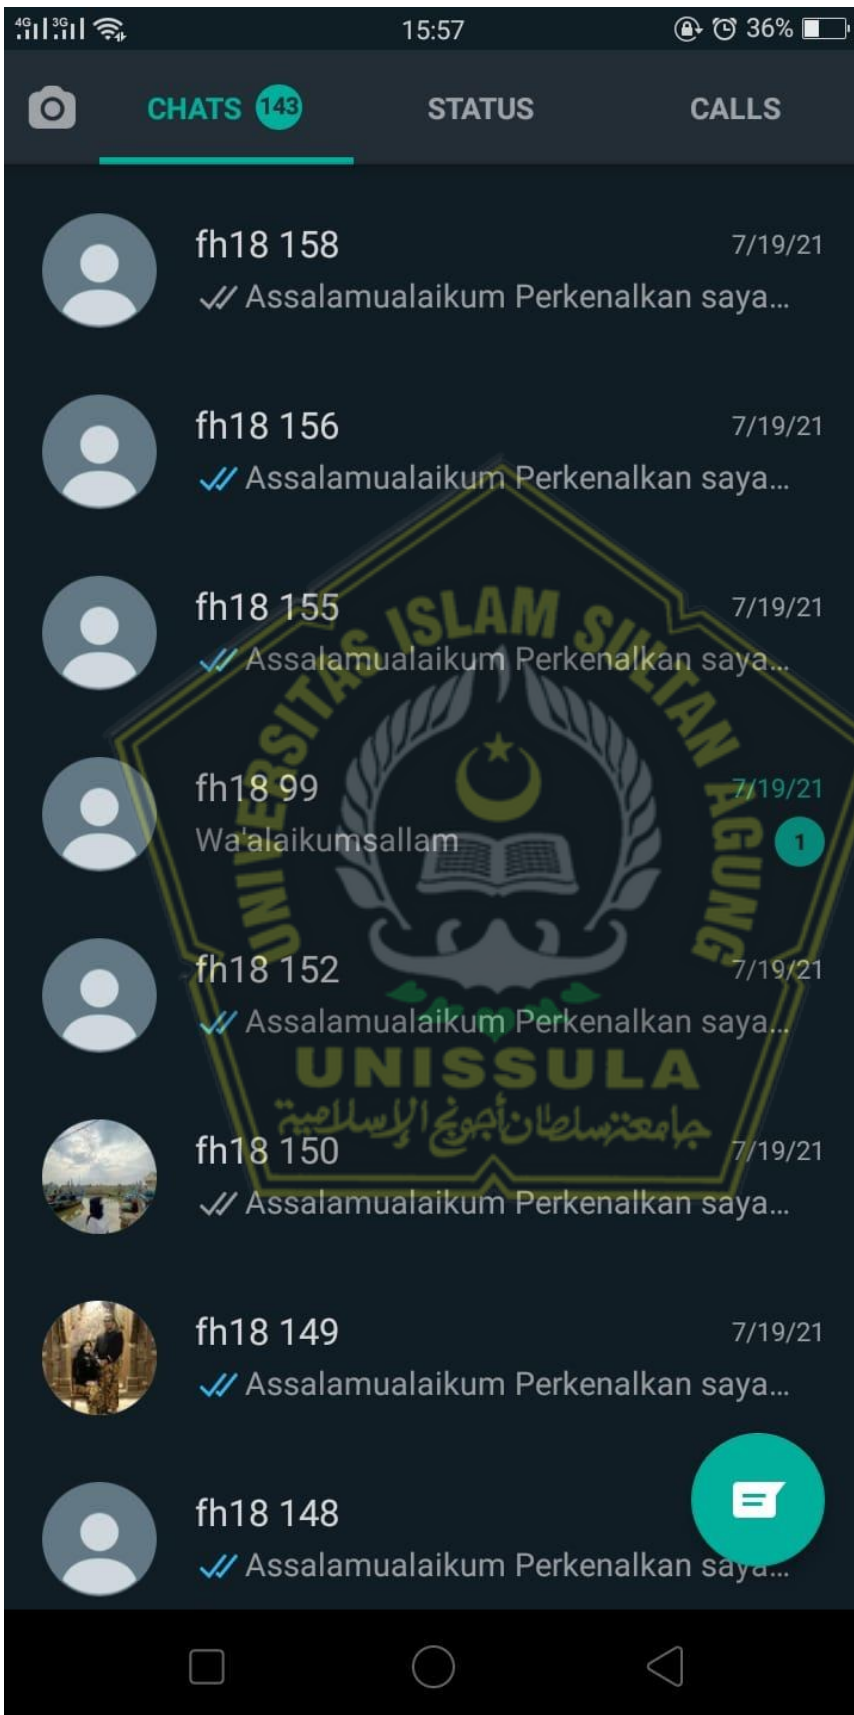 4G 3G 15:57 36%
CHATS 143 STATUS CALLS
fh18 158 7/19/21
Assalamualaikum Perkenalkan saya...
fh18 156 7/19/21
Assalamualaikum Perkenalkan saya...
fh18 155 7/19/21
Assalamualaikum Perkenalkan saya...
fh18 99 7/19/21
Wa'alaikumsallam 1
fh18 152 7/19/21
Assalamualaikum Perkenalkan saya...
fh18 150 7/19/21
Assalamualaikum Perkenalkan saya...
fh18 149 7/19/21
Assalamualaikum Perkenalkan saya...
fh18 148
Assalamualaikum Perkenalkan saya...
UNIVERSITAS ISLAM SULTAN AGUNG
UNISSULA
جامعة سلطان أجونج الإسلامية